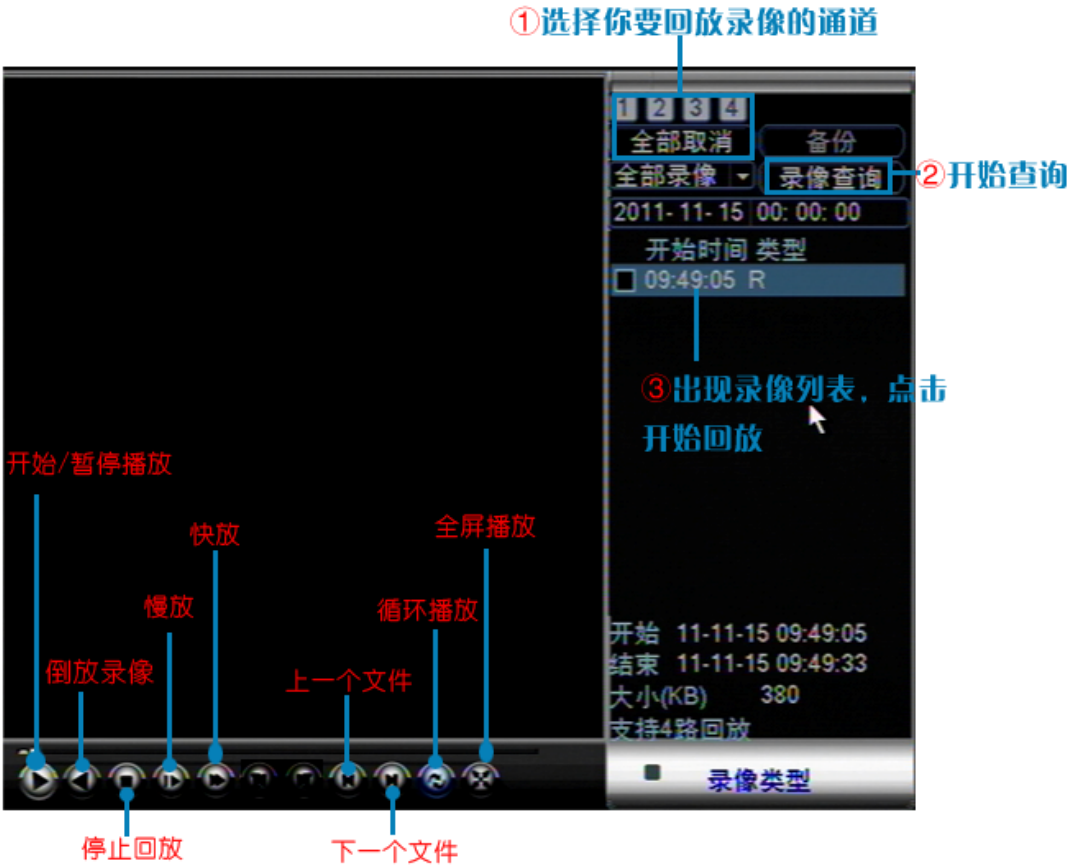 ①选择你要回放录像的通道
1 2 3 4
全部取消 备份
全部录像 录像查询
②开始查询
2011-11-15 00:00:00
开始时间 类型
09:49:05 R
③出现录像列表，点击
开始回放
开始/暂停播放
快放
全屏播放
慢放
循环播放
倒放录像
上一个文件
开始 11-11-15 09:49:05
结束 11-11-15 09:49:33
大小(KB) 380
支持4路回放
录像类型
停止回放
下一个文件